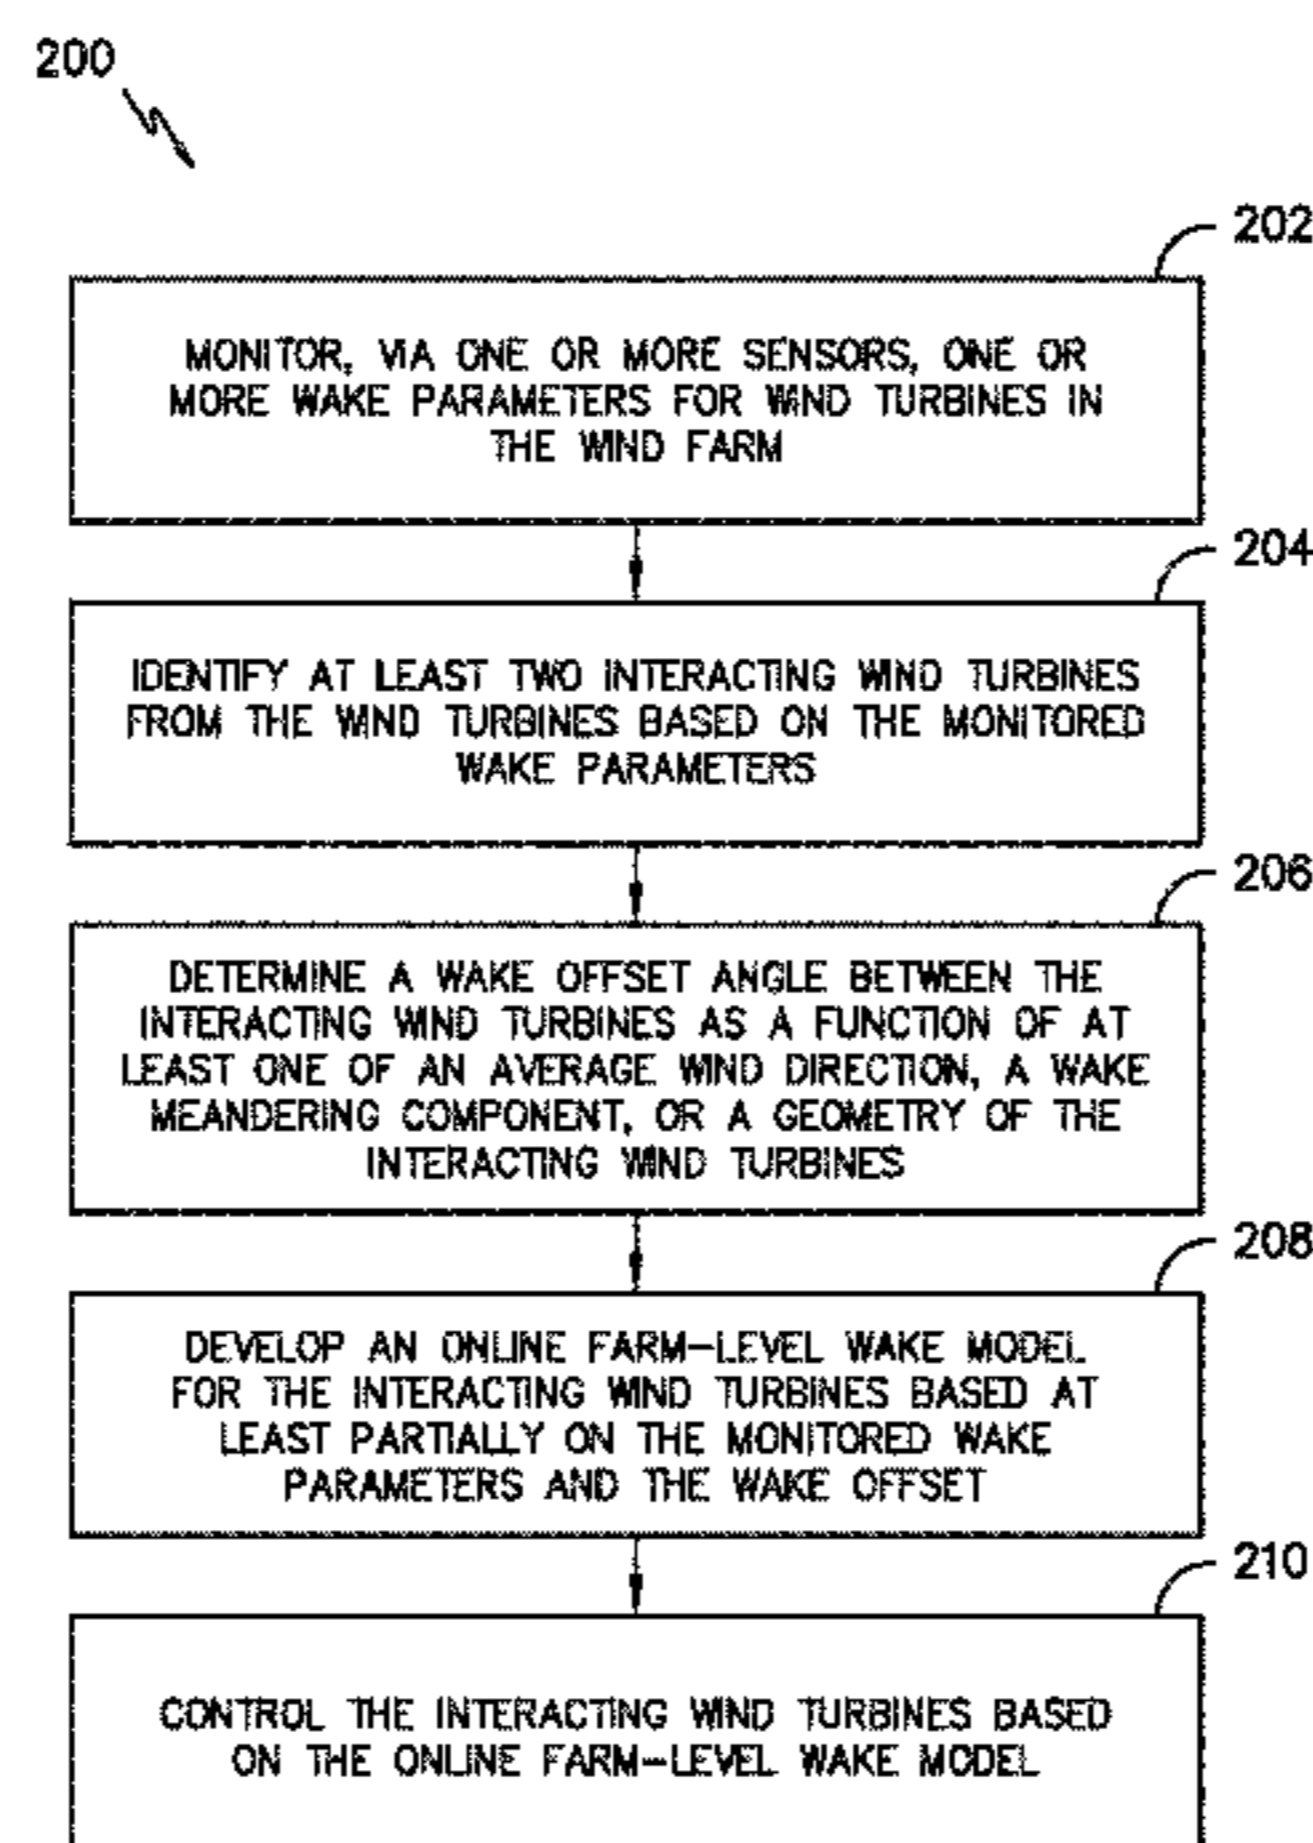 200
202
MONITOR, VIA ONE OR MORE SENSORS, ONE OR
MORE WAKE PARAMETERS FOR WIND TURBINES IN
THE WIND FARM
204
IDENTIFY AT LEAST TWO INTERACTING WIND TURBINES
FROM THE WIND TURBINES BASED ON THE MONITORED
WAKE PARAMETERS
206
DETERMINE A WAKE OFFSET ANGLE BETWEEN THE
INTERACTING WIND TURBINES AS A FUNCTION OF AT
LEAST ONE OF AN AVERAGE WIND DIRECTION, A WAKE
MEANDERING COMPONENT, OR A GEOMETRY OF THE
INTERACTING WIND TURBINES
208
DEVELOP AN ONLINE FARM-LEVEL WAKE MODEL
FOR THE INTERACTING WIND TURBINES BASED AT
LEAST PARTIALLY ON THE MONITORED WAKE
PARAMETERS AND THE WAKE OFFSET
210
CONTROL THE INTERACTING WIND TURBINES BASED
ON THE ONLINE FARM-LEVEL WAKE MODEL